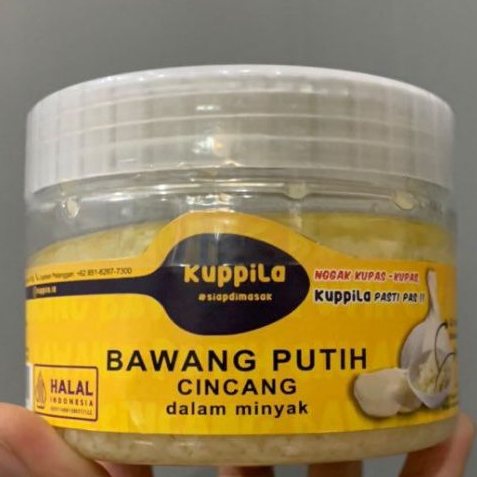 Kuppila
#siapdimasak
NGGAK KUPAS-KUPAS,
Kuppila PASTI PAS !!
BAWANG PUTIH
CINCANG
dalam minyak
HALAL
INDONESIA